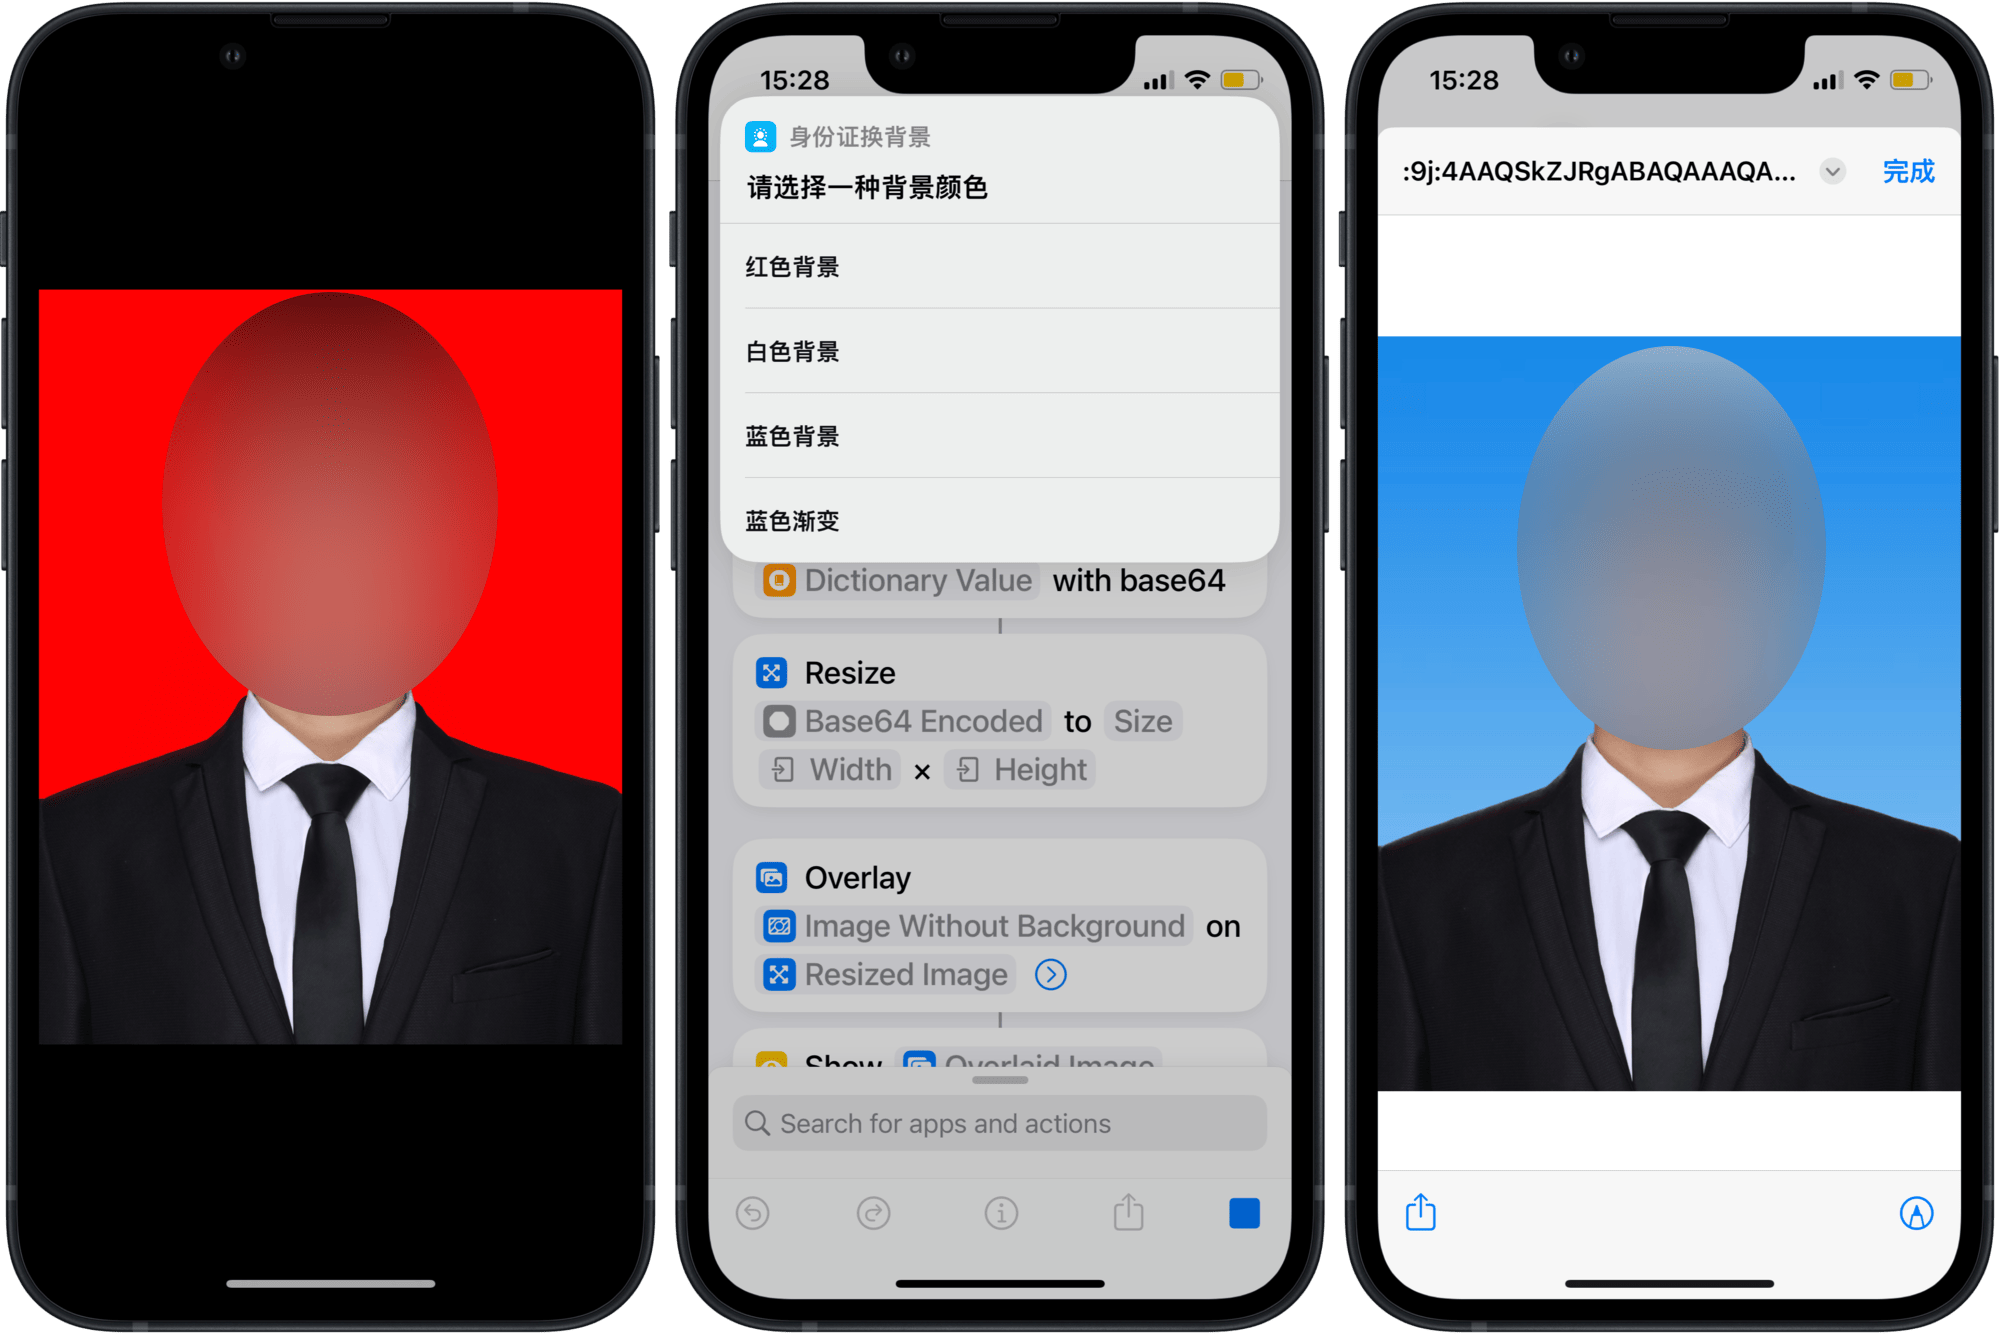 15:28
身份证换背景
请选择一种背景颜色
红色背景
白色背景
蓝色背景
蓝色渐变
Dictionary Value with base64
Resize
Base64 Encoded to Size
Width × Height
Overlay
Image Without Background on
Resized Image
Show Overlaid Image
Search for apps and actions
15:28
:9j:4AAQSkZJRgABAQAAAQA...
完成